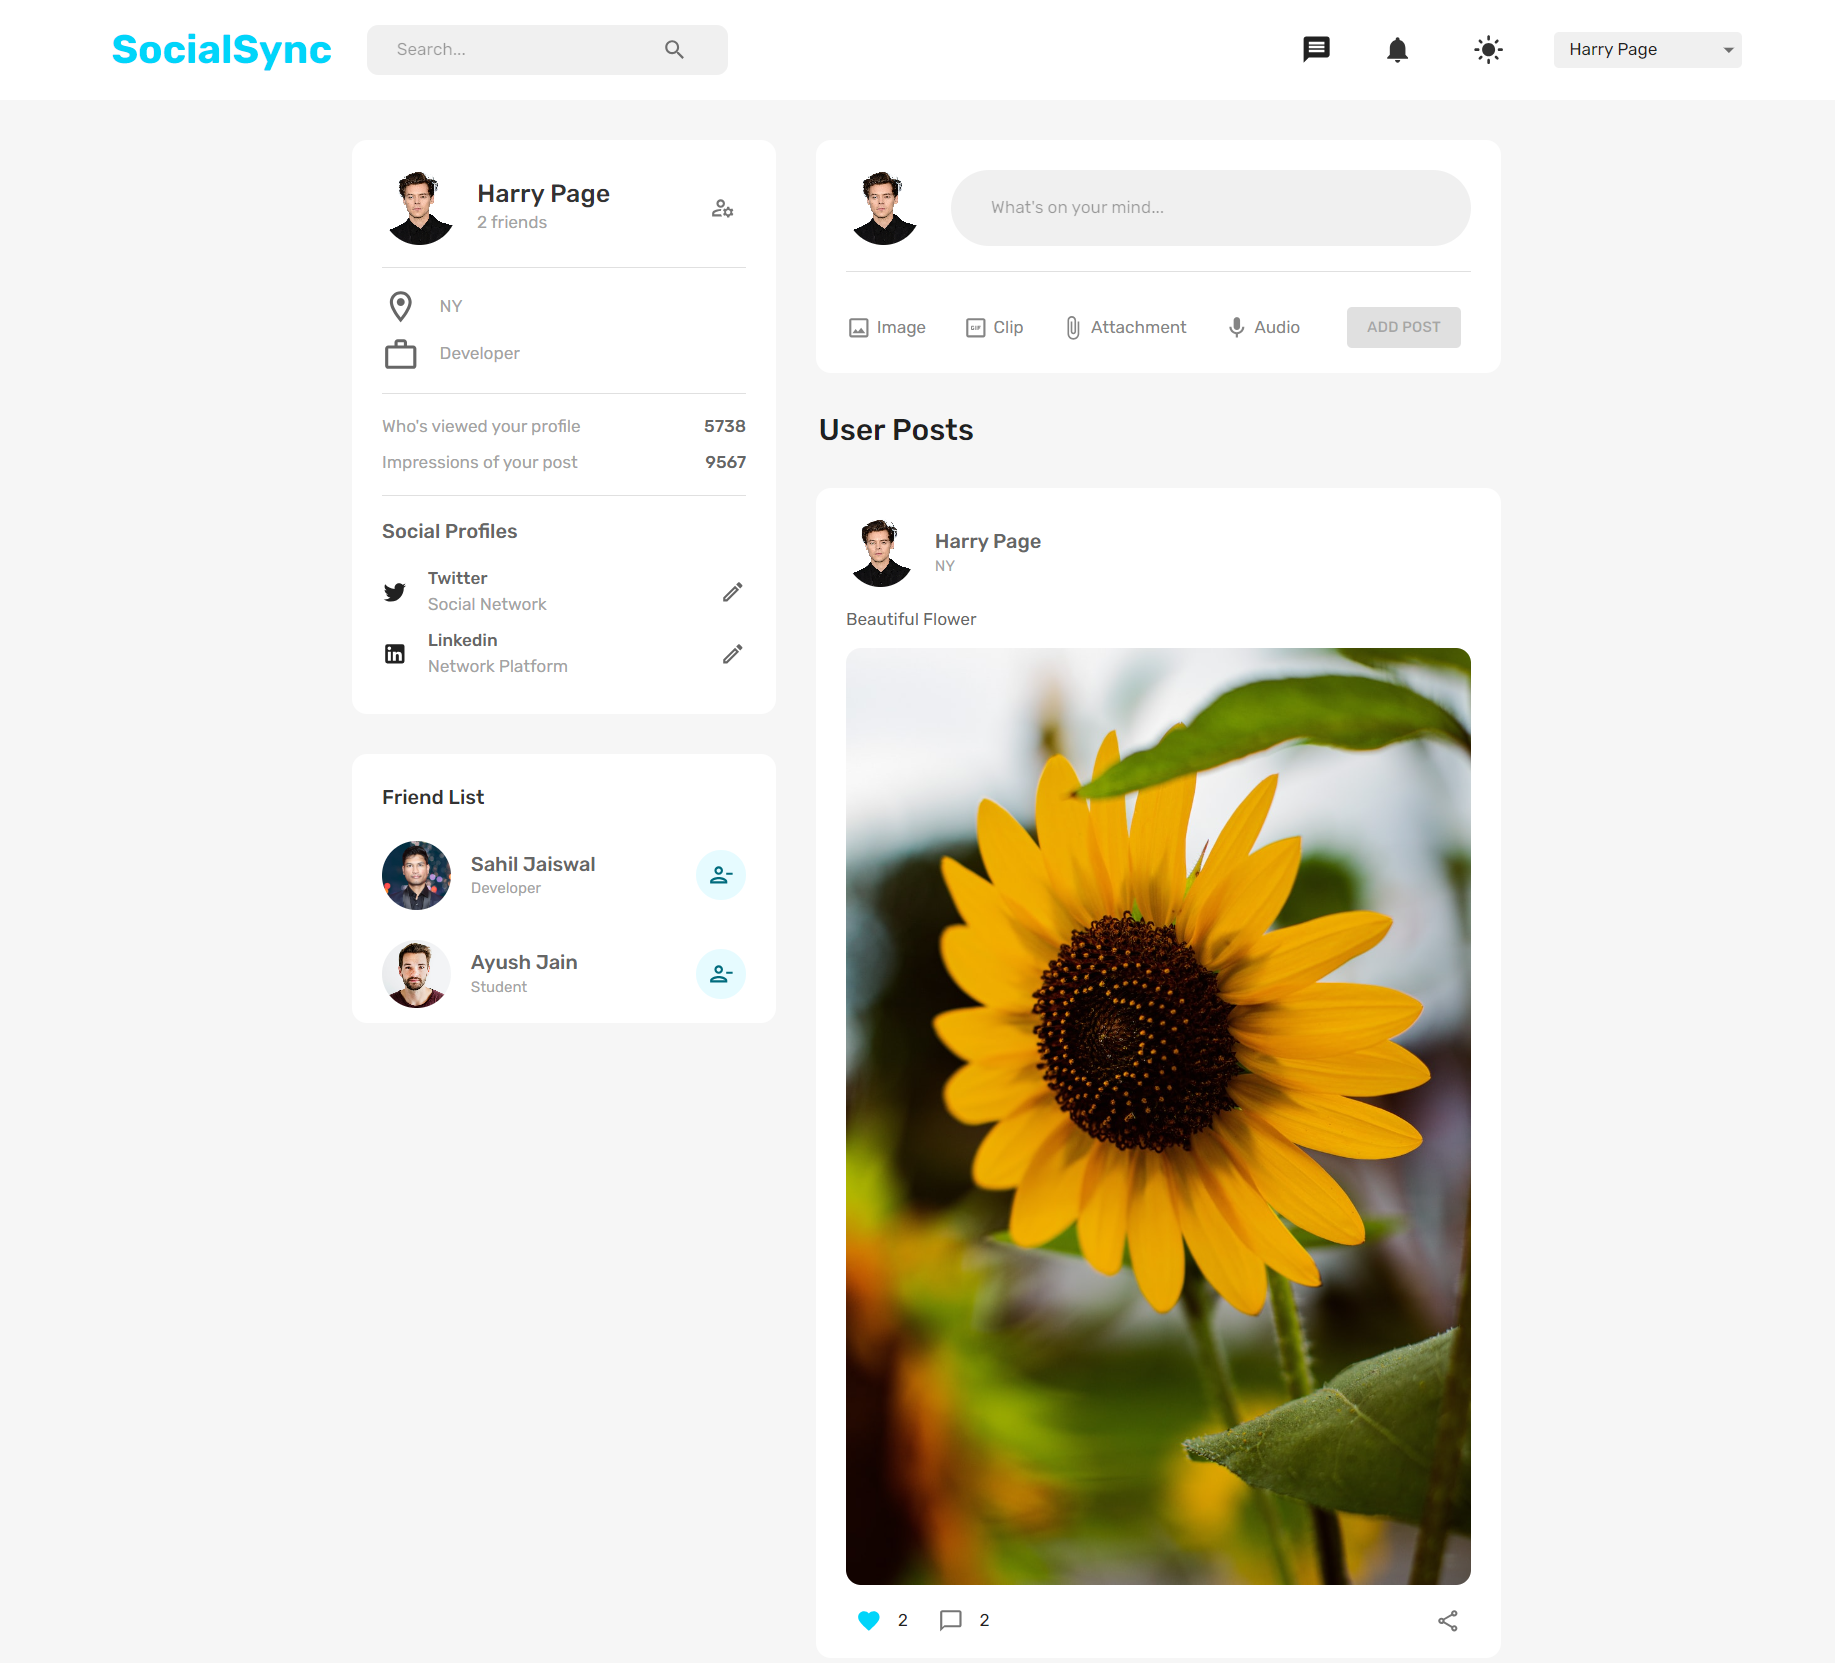 SocialSync
Search...
Harry Page
Harry Page
2 friends
NY
Developer
Who's viewed your profile 5738
Impressions of your post 9567
Social Profiles
Twitter
Social Network
Linkedin
Network Platform
Friend List
Sahil Jaiswal
Developer
Ayush Jain
Student
What's on your mind...
Image
GIF
Clip
Attachment
Audio
ADD POST
User Posts
Harry Page
NY
Beautiful Flower
2
2